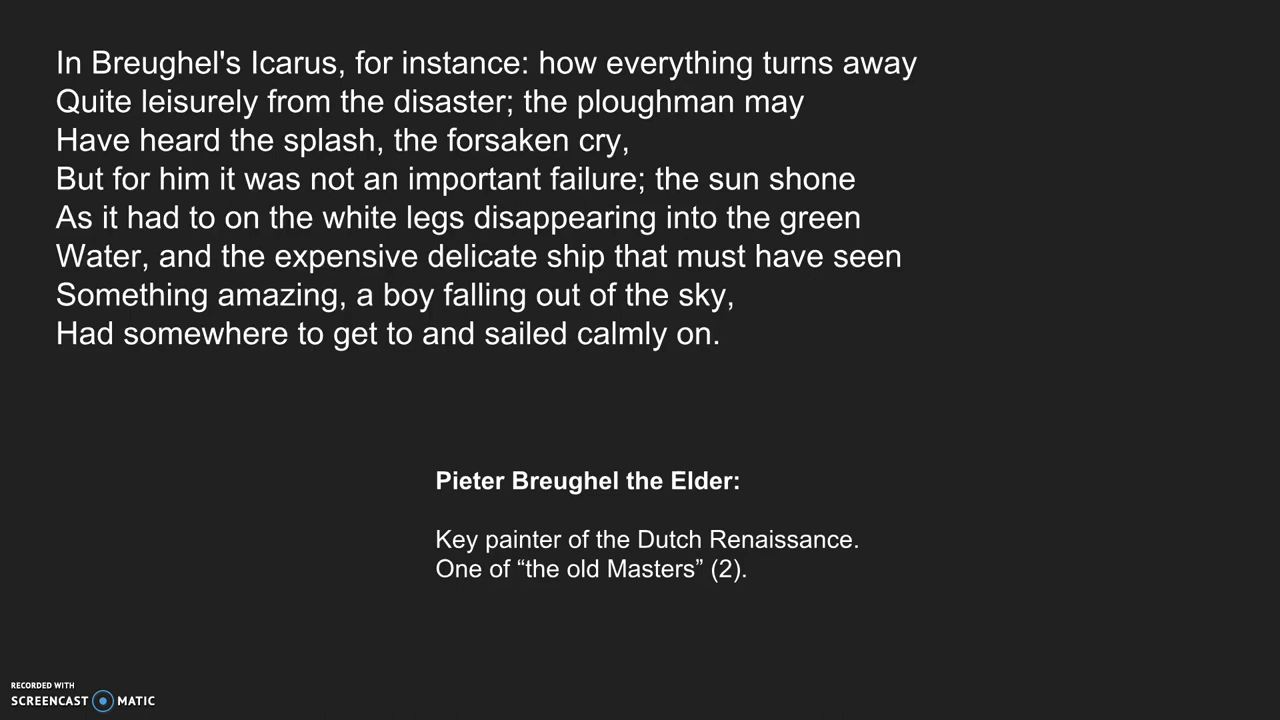 In Breughel's Icarus, for instance: how everything turns away
Quite leisurely from the disaster; the ploughman may
Have heard the splash, the forsaken cry,
But for him it was not an important failure; the sun shone
As it had to on the white legs disappearing into the green
Water, and the expensive delicate ship that must have seen
Something amazing, a boy falling out of the sky,
Had somewhere to get to and sailed calmly on.
Pieter Breughel the Elder:
Key painter of the Dutch Renaissance.
One of “the old Masters” (2).
RECORDED WITH
SCREENCAST MATIC